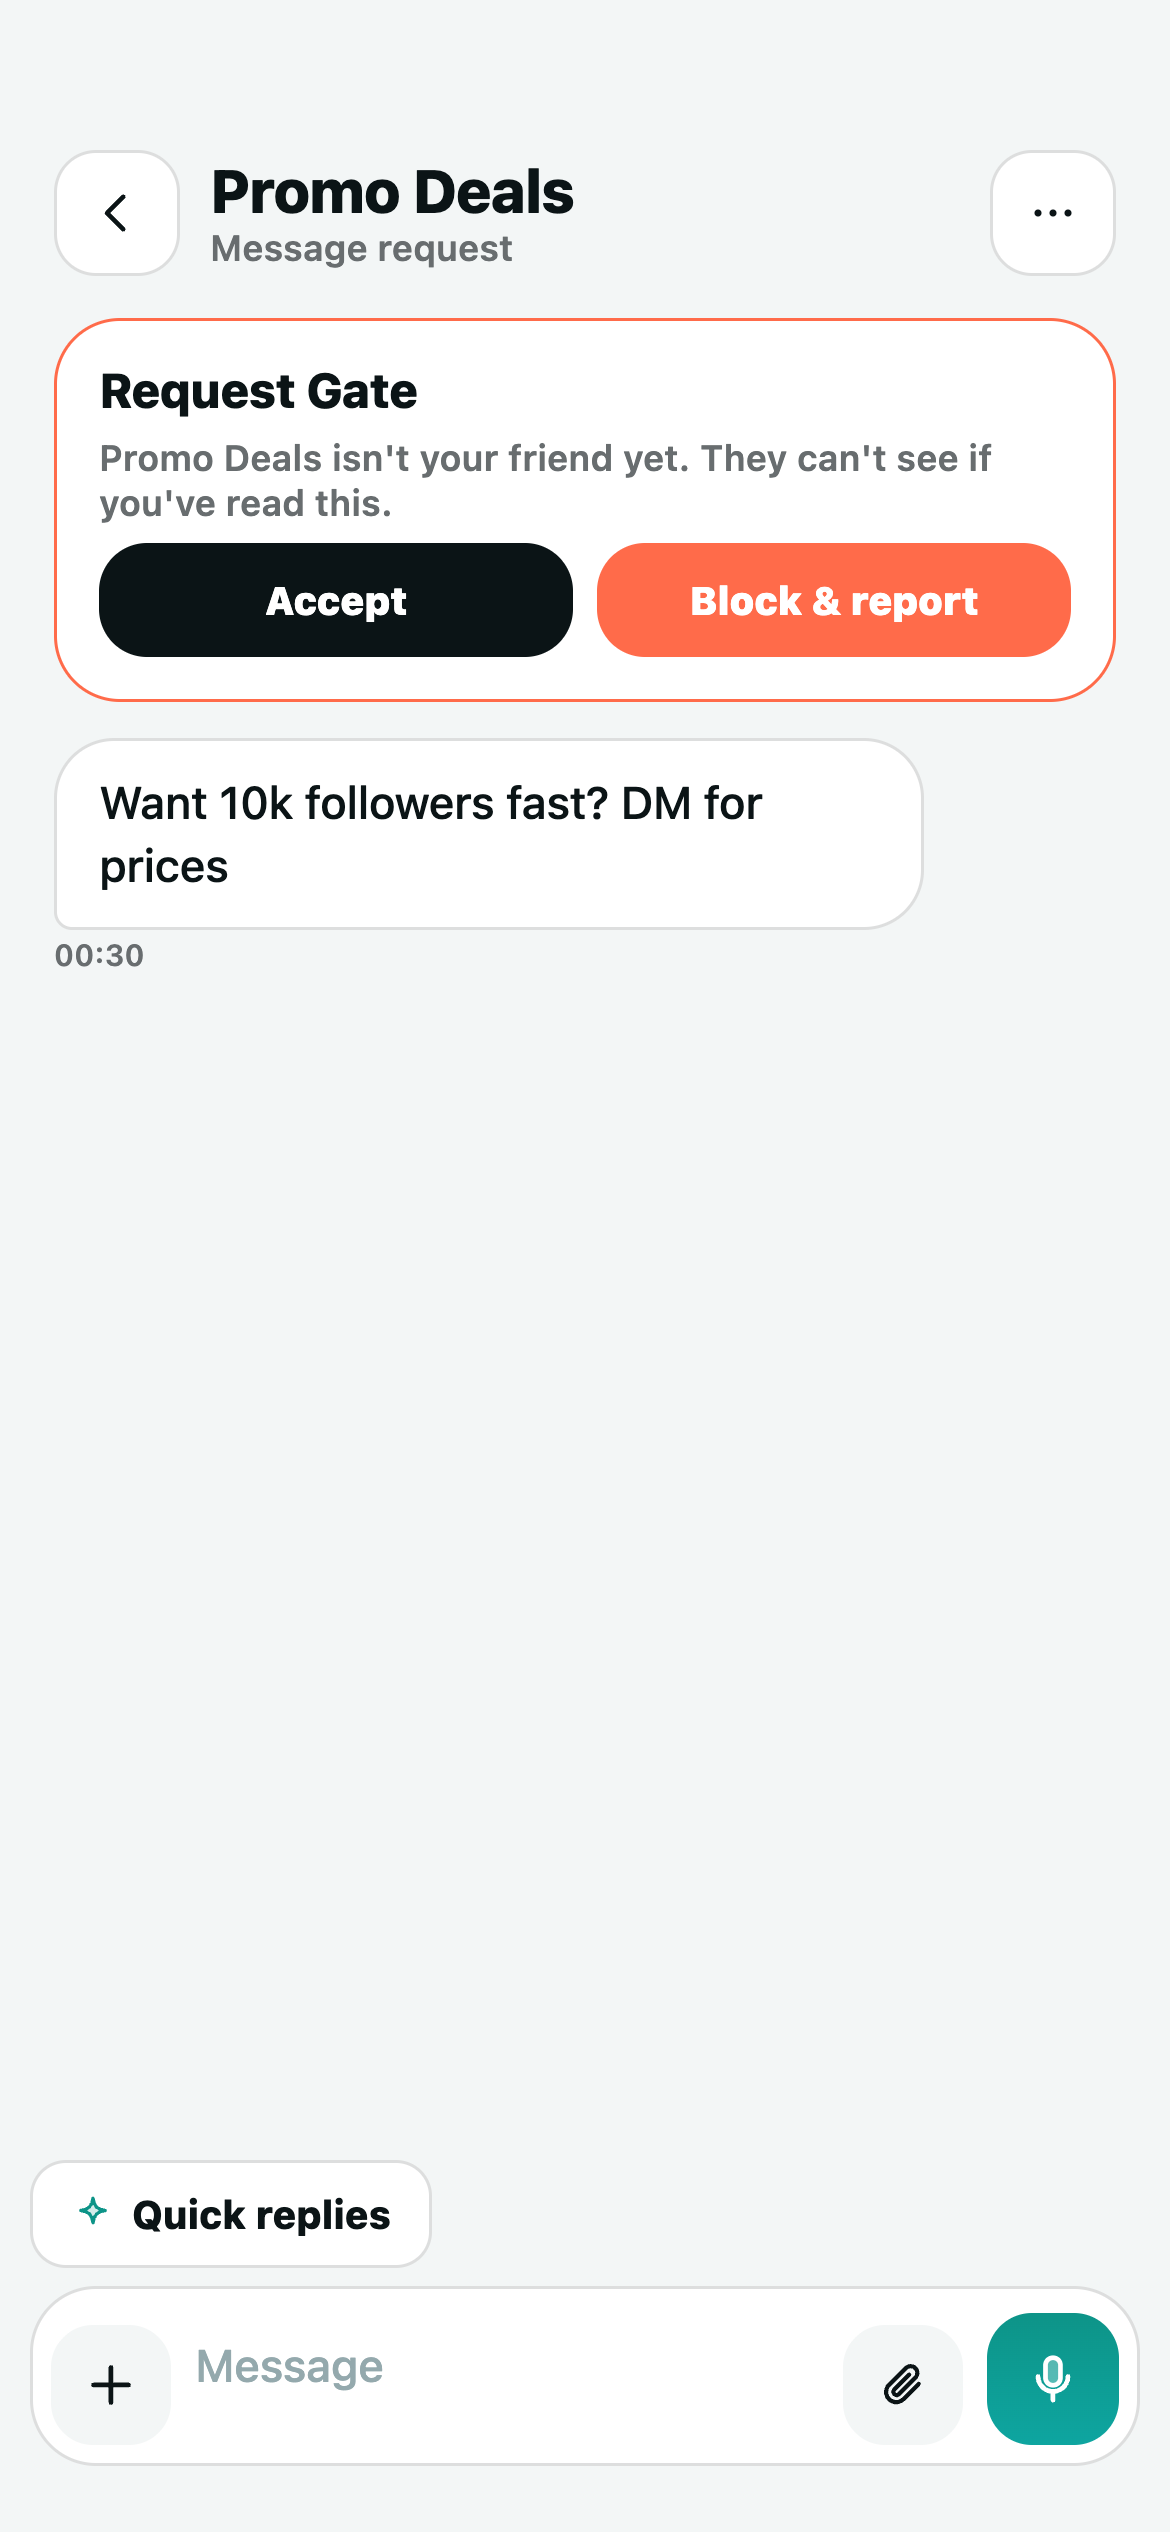 Promo Deals
Message request
Request Gate
Promo Deals isn't your friend yet. They can't see if
you've read this.
Accept
Block & report
Want 10k followers fast? DM for
prices
00:30
Quick replies
Message